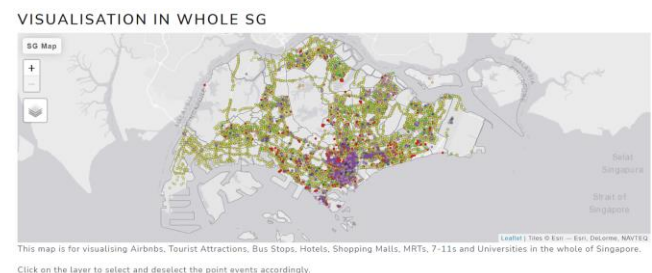 VISUALISATION IN WHOLE SG
SG Map
+
−
Selat
Singapura
Strait of
Singapore
Leaflet | Tiles © Esri — Esri, DeLorme, NAVTEQ
This map is for visualising Airbnbs, Tourist Attractions, Bus Stops, Hotels, Shopping Malls, MRTs, 7-11s and Universities in the whole of Singapore.
Click on the layer to select and deselect the point events accordingly.